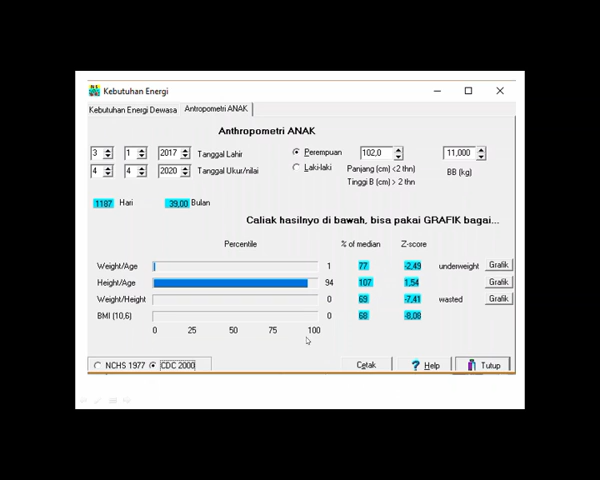 Kebutuhan Energi
Kebutuhan Energi Dewasa Antropometri ANAK
Anthropometri ANAK
3 1 2017 Tanggal Lahir Perempuan 102,0 11,000
4 4 2020 Tanggal Ukur/nilai Laki-laki Panjang (cm) <2 thn) BB (kg)
Tinggi B (cm) > 2 thn
1187 Hari 39,00 Bulan
Caliak hasilnyo di bawah, bisa pakai GRAFIK bagai...
Percentile % of median Z-score
Weight/Age 1 77 -2,49 underweight Grafik
Height/Age 94 107 1,54 Grafik
Weight/Height 0 69 -7,41 wasted Grafik
BMI (10,6) 0 68 -8,08
0 25 50 75 100
NCHS 1977 CDC 2000 Cetak Help Tutup